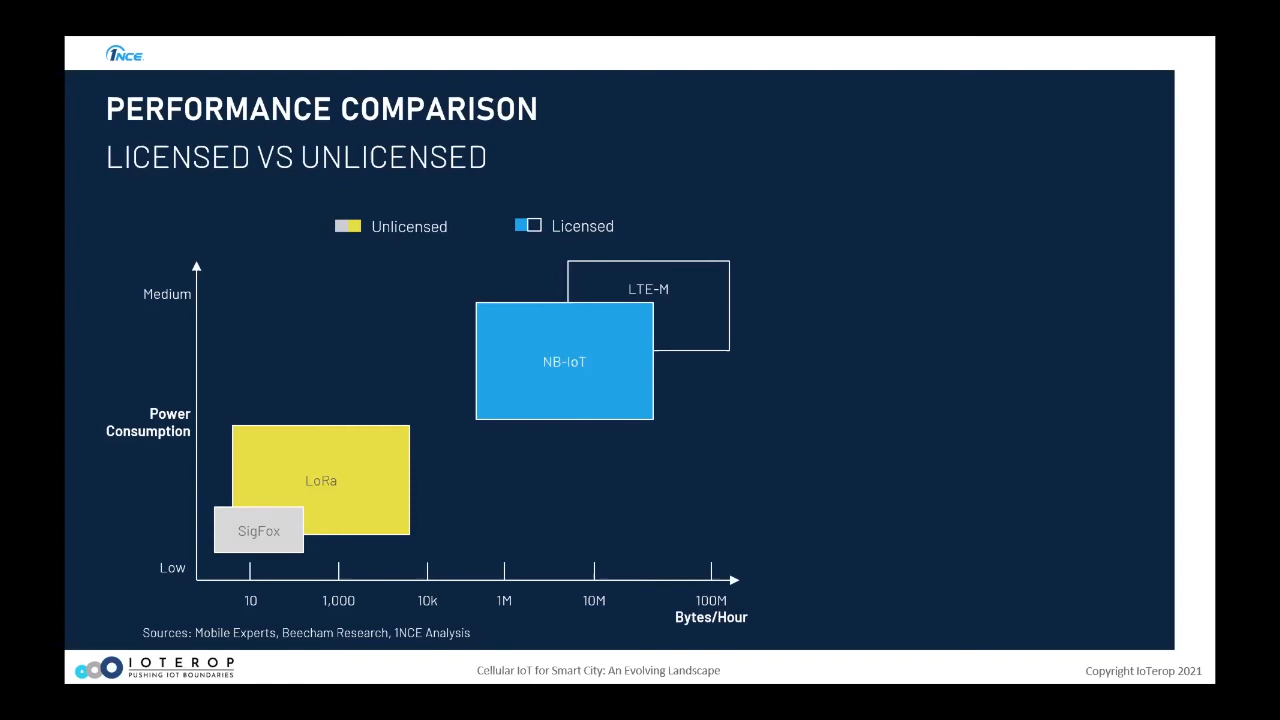 1NCE
PERFORMANCE COMPARISON
LICENSED VS UNLICENSED
Unlicensed
Licensed
Medium
LTE-M
NB-IoT
Power
Consumption
LoRa
SigFox
Low
10
1,000
10k
1M
10M
100M
Bytes/Hour
Sources: Mobile Experts, Beecham Research, 1NCE Analysis
IOTEROP
PUSHING IOT BOUNDARIES
Cellular IoT for Smart City: An Evolving Landscape
Copyright IoTerop 2021